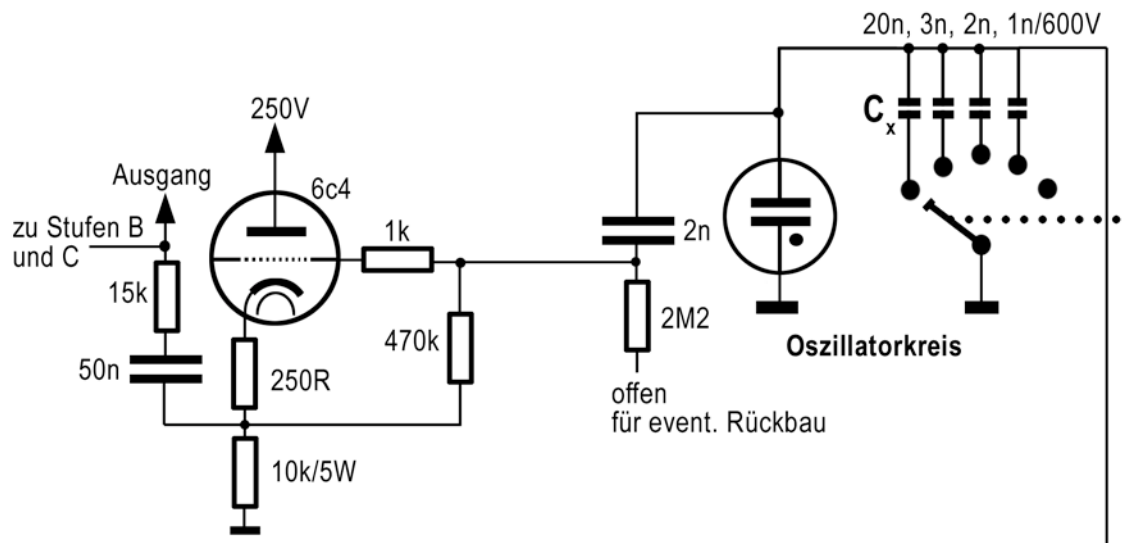 20n, 3n, 2n, 1n/600V
250V
Cx
Ausgang
6c4
zu Stufen B
und C
1k
2n
15k
2M2
470k
Oszillatorkreis
50n
250R
offen
für event. Rückbau
10k/5W